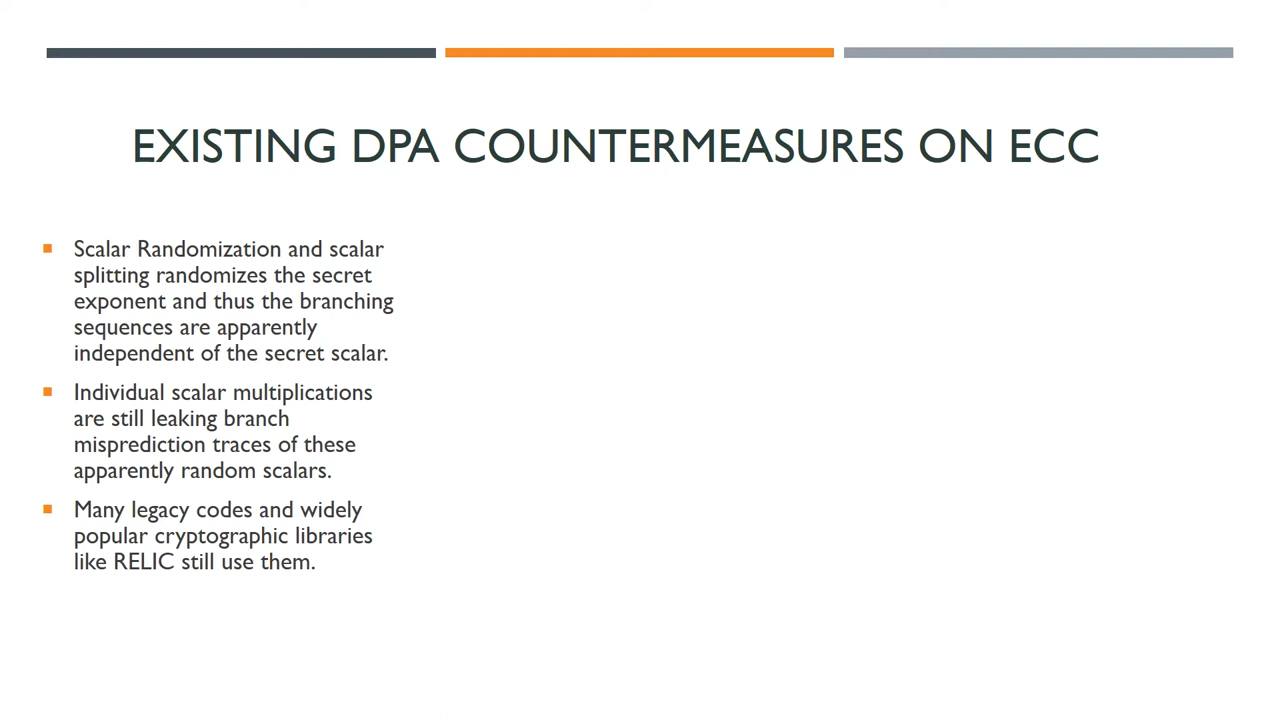 EXISTING DPA COUNTERMEASURES ON ECC
Scalar Randomization and scalar
splitting randomizes the secret
exponent and thus the branching
sequences are apparently
independent of the secret scalar.
Individual scalar multiplications
are still leaking branch
misprediction traces of these
apparently random scalars.
Many legacy codes and widely
popular cryptographic libraries
like RELIC still use them.